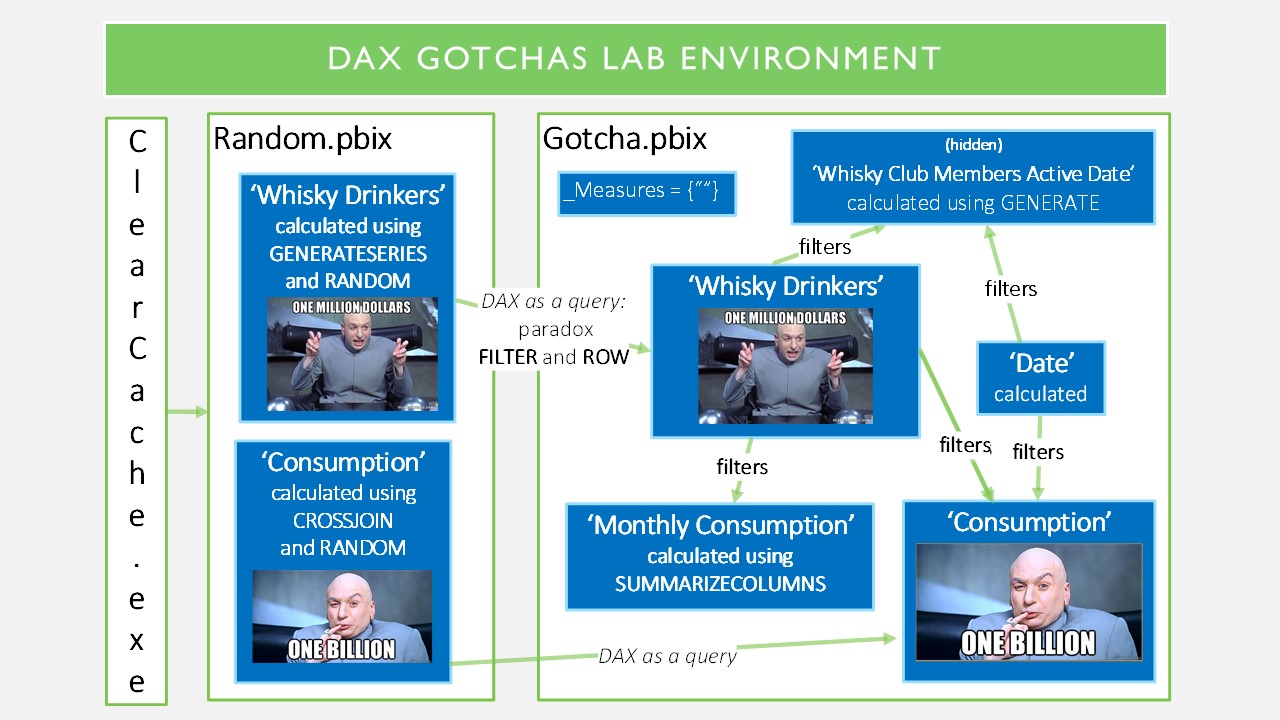 DAX GOTCHAS LAB ENVIRONMENT
C
l
e
a
r
C
a
c
h
e
.
e
x
e
Random.pbix
‘Whisky Drinkers’
calculated using
GENERATESERIES
and RANDOM
ONE MILLION DOLLARS
‘Consumption’
calculated using
CROSSJOIN
and RANDOM
ONE BILLION
DAX as a query:
paradox
FILTER and ROW
Gotcha.pbix
_Measures = {““}
(hidden)
‘Whisky Club Members Active Date’
calculated using GENERATE
filters
‘Whisky Drinkers’
ONE MILLION DOLLARS
filters
‘Date’
calculated
filters
filters
filters
‘Monthly Consumption’
calculated using
SUMMARIZECOLUMNS
‘Consumption’
ONE BILLION
DAX as a query